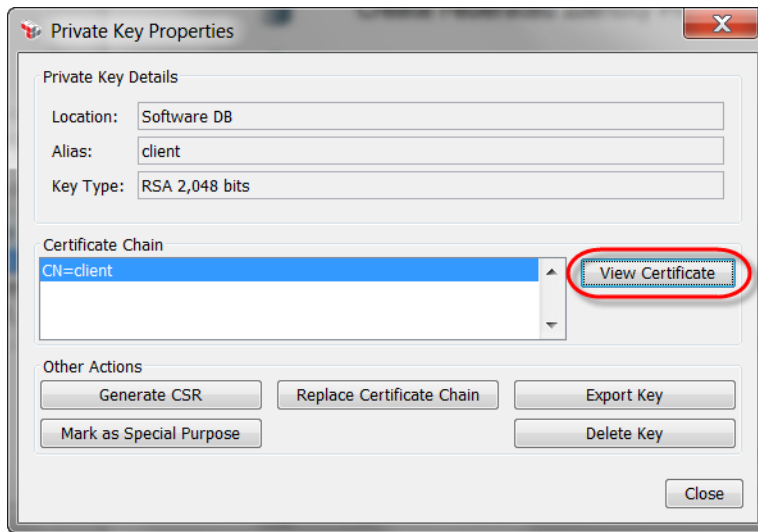 Private Key Properties
Private Key Details
Location: Software DB
Alias: client
Key Type: RSA 2,048 bits
Certificate Chain
CN=client
View Certificate
Other Actions
Generate CSR Replace Certificate Chain Export Key
Mark as Special Purpose Delete Key
Close